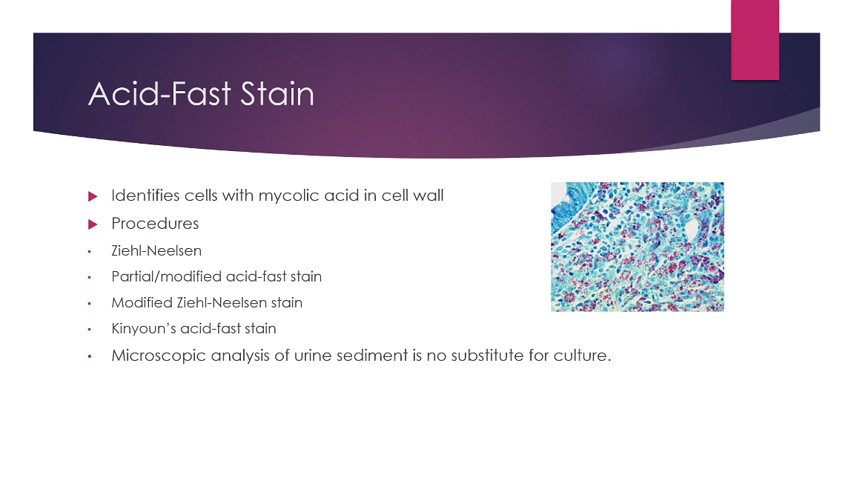 Acid-Fast Stain
Identifies cells with mycolic acid in cell wall
Procedures
Ziehl-Neelsen
Partial/modified acid-fast stain
Modified Ziehl-Neelsen stain
Kinyoun's acid-fast stain
Microscopic analysis of urine sediment is no substitute for culture.